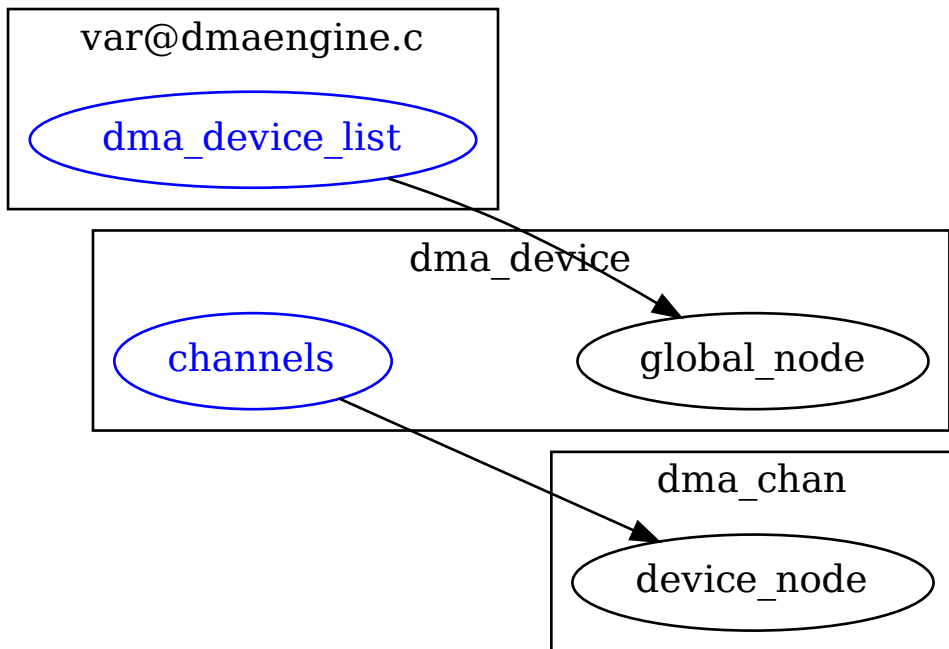 var@dmaengine.c
dma_device_list
dma_device
channels
global_node
dma_chan
device_node